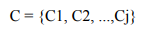 C = {C1, C2, ...,Cj}